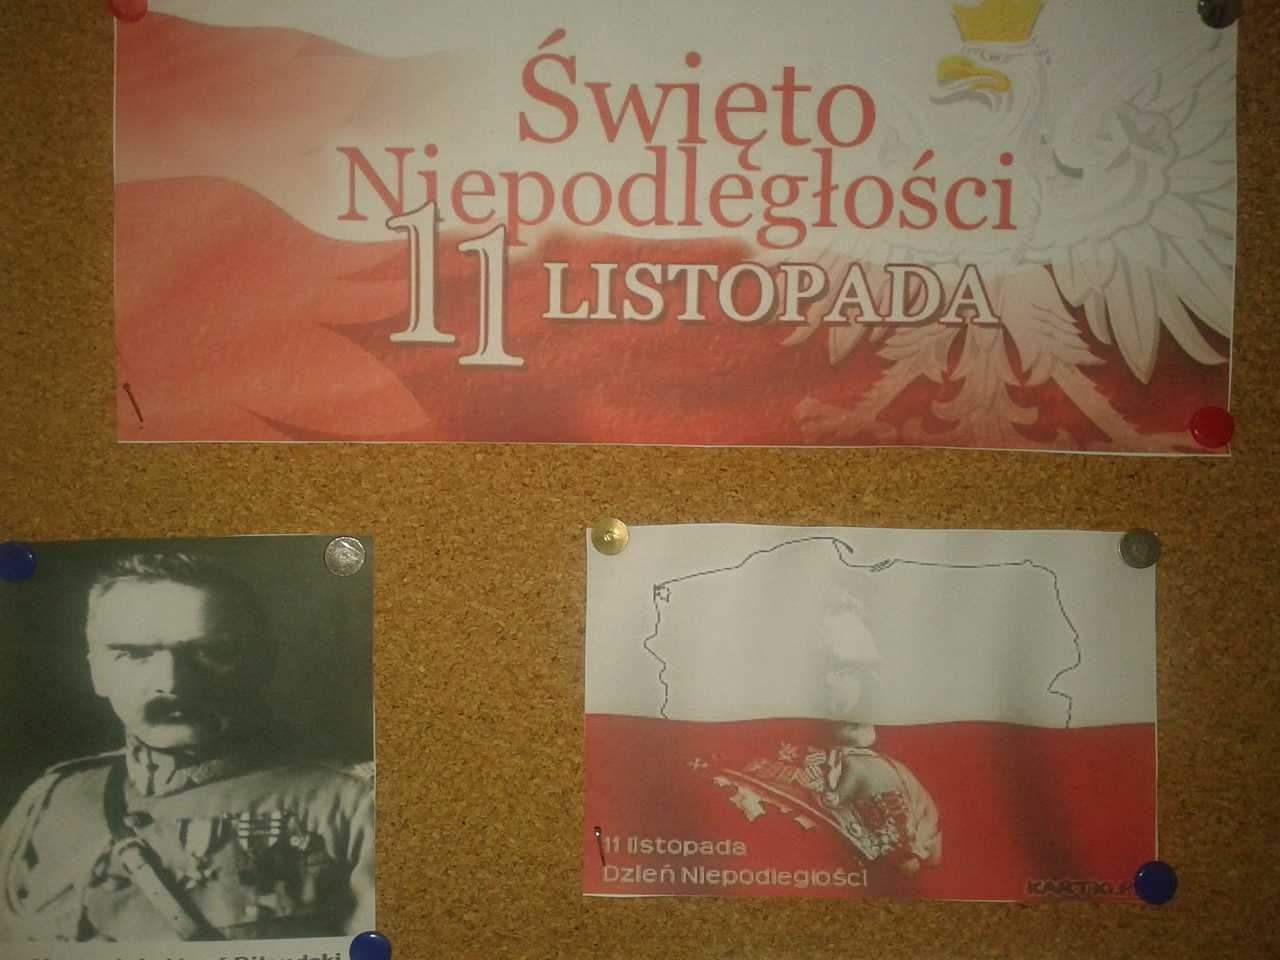 Święto
Niepodległości
11 LISTOPADA
11 listopada
Dzień Niepodległości